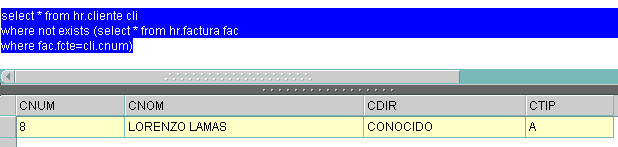 select * from hr.cliente cli
where not exists (select * from hr.factura fac
where fac.fcte=cli.cnum)
CNUM CNOM CDIR CTIP
8 LORENZO LAMAS CONOCIDO A